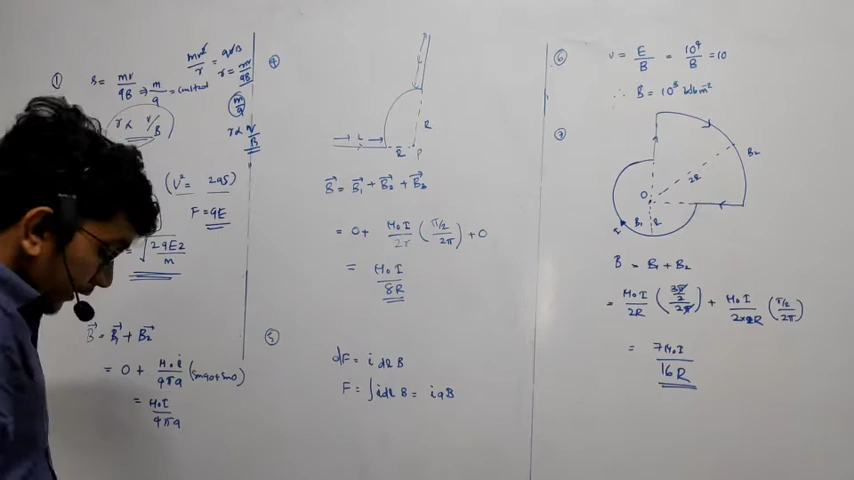 ①
S = mv/qB ⇒ m/q = constant
mv²/r = qvB
r = mv/qB
(m/q)
r ∝ v/B
r ∝ v/B
(V² = 2aS)
F = qE
= √(2qE2/m)
B⃗ = B⃗₁ + B⃗₂
= 0 + μ₀i/4πa (sin90+sin0)
= μ₀I/4πa
④
L
R
L
R
P
B⃗ = B⃗₁ + B⃗₂ + B⃗₃
= 0 + μ₀I/2r (π/2/2π) + 0
= μ₀I/8R
⑤
dF = i dl B
F = ∫ idl B = i a B
⑥
v = E/B = 10⁴/B = 10
∴ B = 10³ wb m⁻²
⑦
B₂
2R
O
B₁
R
B = B₁ + B₂
= μ₀I/2R (3π/2/2π) + μ₀I/2×2R (π/2/2π)
= 7μ₀I/16R